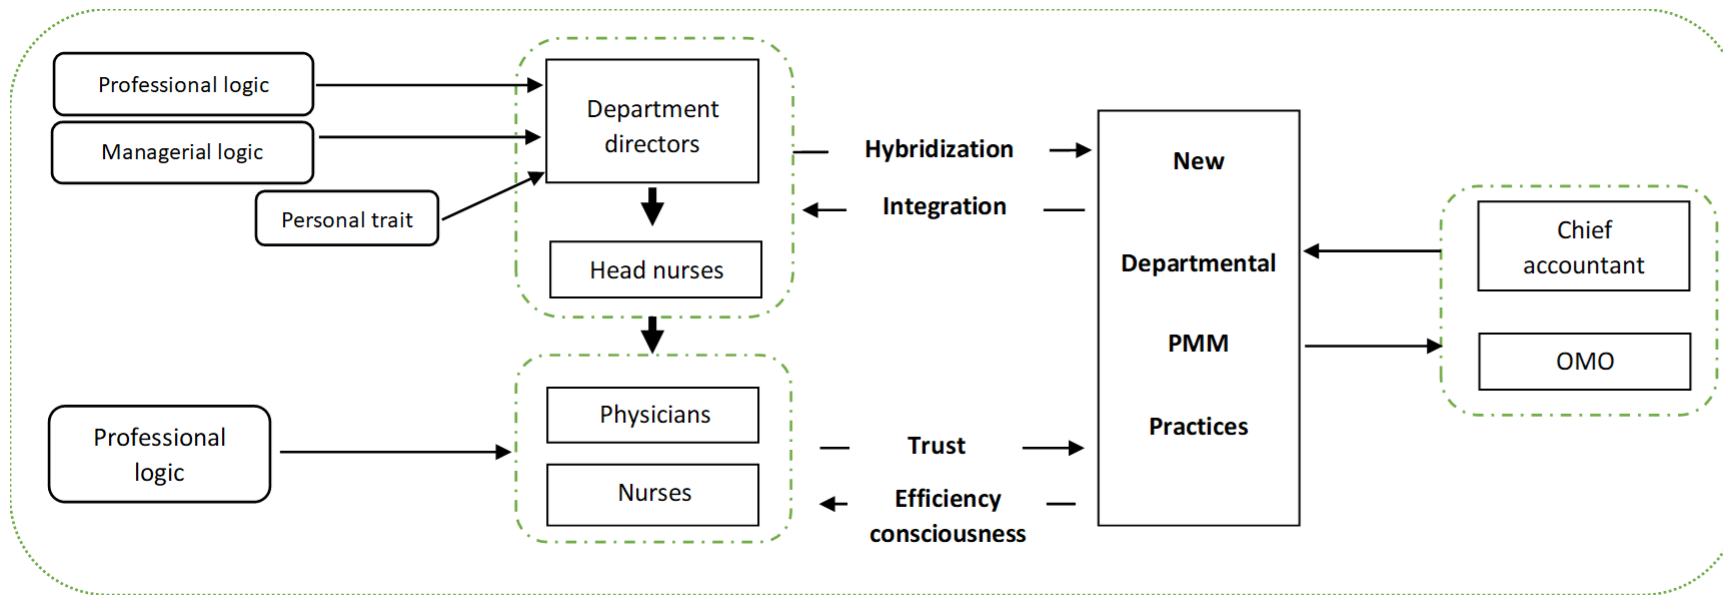 Professional logic
Managerial logic
Personal trait
Department
directors
Head nurses
Hybridization
Integration
New
Departmental
PMM
Practices
Chief
accountant
OMO
Professional
logic
Physicians
Nurses
Trust
Efficiency
consciousness